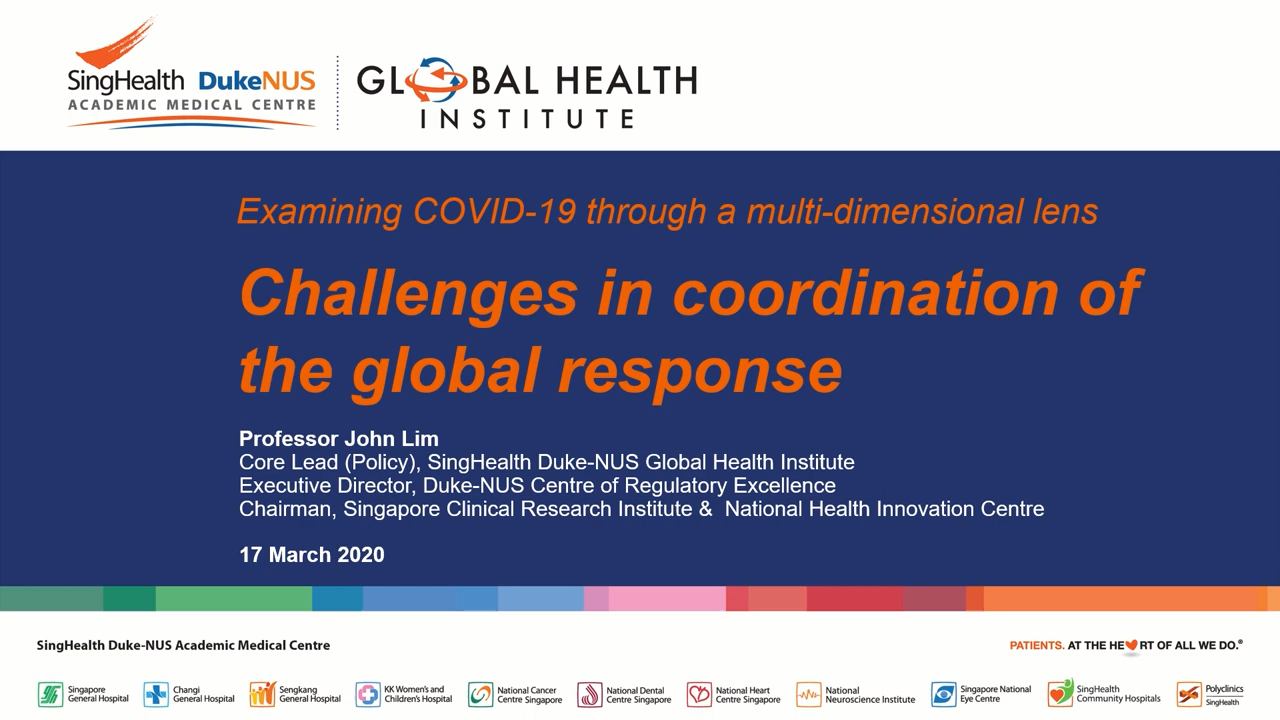 SingHealth DukeNUS
ACADEMIC MEDICAL CENTRE
GLOBAL HEALTH
INSTITUTE
Examining COVID-19 through a multi-dimensional lens
Challenges in coordination of
the global response
Professor John Lim
Core Lead (Policy), SingHealth Duke-NUS Global Health Institute
Executive Director, Duke-NUS Centre of Regulatory Excellence
Chairman, Singapore Clinical Research Institute & National Health Innovation Centre
17 March 2020
SingHealth Duke-NUS Academic Medical Centre
PATIENTS. AT THE HEART OF ALL WE DO.®
Singapore
General Hospital
Changi
General Hospital
Sengkang
General Hospital
KK Women's and
Children's Hospital
National Cancer
Centre Singapore
National Dental
Centre Singapore
National Heart
Centre Singapore
National
Neuroscience Institute
Singapore National
Eye Centre
SingHealth
Community Hospitals
Polyclinics
SingHealth